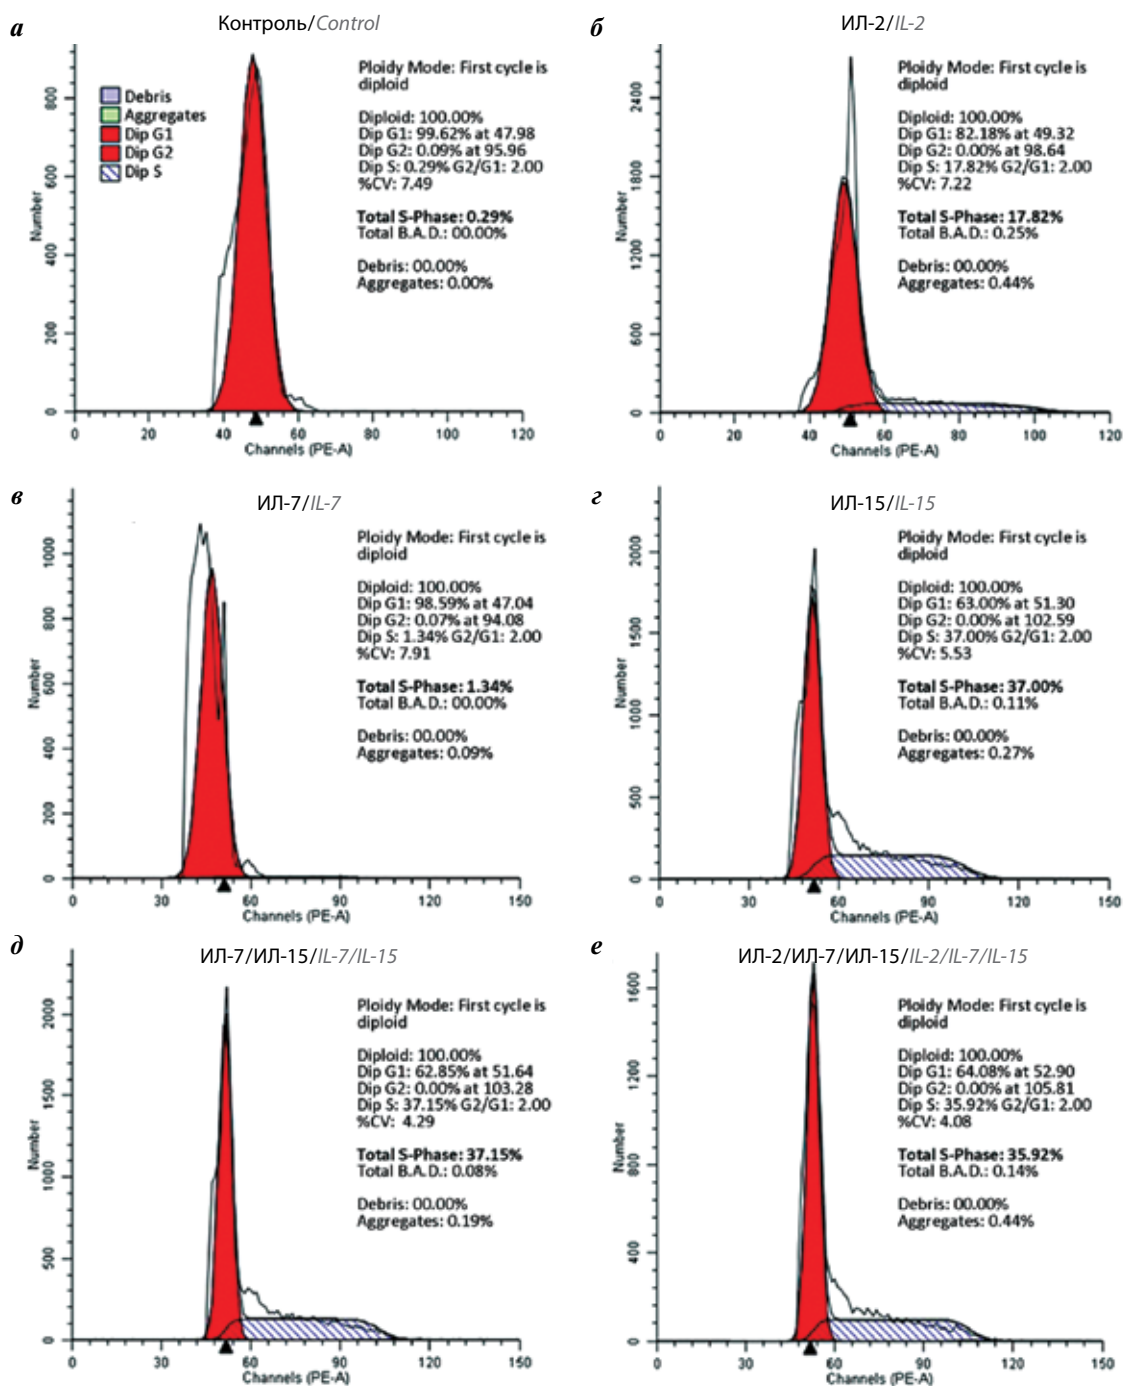 а
Контроль/Control
Ploidy Mode: First cycle is
diploid
Diploid: 100.00%
Dip G1: 99.62% at 47.98
Dip G2: 0.09% at 95.96
Dip S: 0.29% G2/G1: 2.00
%CV: 7.49
Total S-Phase: 0.29%
Total B.A.D.: 00.00%
Debris: 00.00%
Aggregates: 0.00%
Debris
Aggregates
Dip G1
Dip G2
Dip S
Number
0 200 400 600 800
0 20 40 60 80 100 120
Channels (PE-A)
б
ИЛ-2/IL-2
Ploidy Mode: First cycle is
diploid
Diploid: 100.00%
Dip G1: 82.18% at 49.32
Dip G2: 0.00% at 98.64
Dip S: 17.82% G2/G1: 2.00
%CV: 7.22
Total S-Phase: 17.82%
Total B.A.D.: 0.25%
Debris: 00.00%
Aggregates: 0.44%
Number
0 600 1200 1800 2400
0 20 40 60 80 100 120
Channels (PE-A)
в
ИЛ-7/IL-7
Ploidy Mode: First cycle is
diploid
Diploid: 100.00%
Dip G1: 98.59% at 47.04
Dip G2: 0.07% at 94.08
Dip S: 1.34% G2/G1: 2.00
%CV: 7.91
Total S-Phase: 1.34%
Total B.A.D.: 00.00%
Debris: 00.00%
Aggregates: 0.09%
Number
0 200 400 600 800 1000
0 30 60 90 120 150
Channels (PE-A)
г
ИЛ-15/IL-15
Ploidy Mode: First cycle is
diploid
Diploid: 100.00%
Dip G1: 63.00% at 51.30
Dip G2: 0.00% at 102.59
Dip S: 37.00% G2/G1: 2.00
%CV: 5.53
Total S-Phase: 37.00%
Total B.A.D.: 0.11%
Debris: 00.00%
Aggregates: 0.27%
Number
0 500 1000 1500 2000
0 30 60 90 120 150
Channels (PE-A)
д
ИЛ-7/ИЛ-15/IL-7/IL-15
Ploidy Mode: First cycle is
diploid
Diploid: 100.00%
Dip G1: 62.85% at 51.64
Dip G2: 0.00% at 103.28
Dip S: 37.15% G2/G1: 2.00
%CV: 4.29
Total S-Phase: 37.15%
Total B.A.D.: 0.08%
Debris: 00.00%
Aggregates: 0.19%
Number
0 500 1000 1500 2000
0 30 60 90 120 150
Channels (PE-A)
е
ИЛ-2/ИЛ-7/ИЛ-15/IL-2/IL-7/IL-15
Ploidy Mode: First cycle is
diploid
Diploid: 100.00%
Dip G1: 64.08% at 52.90
Dip G2: 0.00% at 105.81
Dip S: 35.92% G2/G1: 2.00
%CV: 4.08
Total S-Phase: 35.92%
Total B.A.D.: 0.14%
Debris: 00.00%
Aggregates: 0.44%
Number
0 400 800 1200 1600
0 30 60 90 120 150
Channels (PE-A)